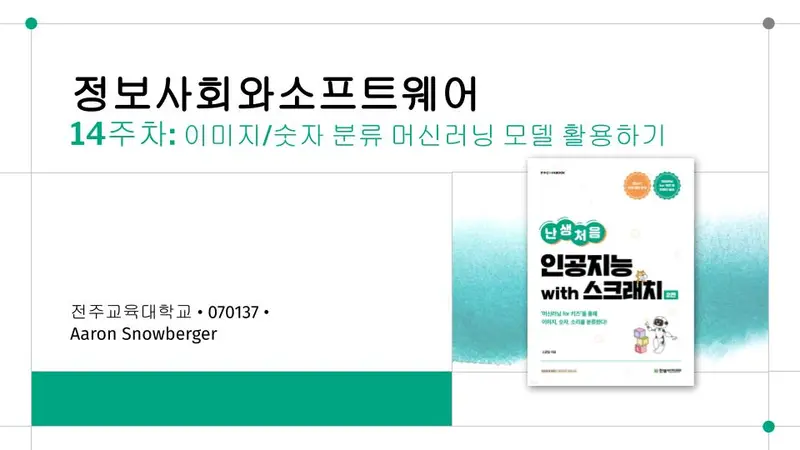 정보사회와소프트웨어
14주차: 이미지/숫자 분류 머신러닝 모델 활용하기
전주교육대학교 • 070137 •
Aaron Snowberger
난생처음
인공지능
with 스크래치
'머신러닝 for 키즈'를 통해
이미지, 숫자, 소리를 분류한다!